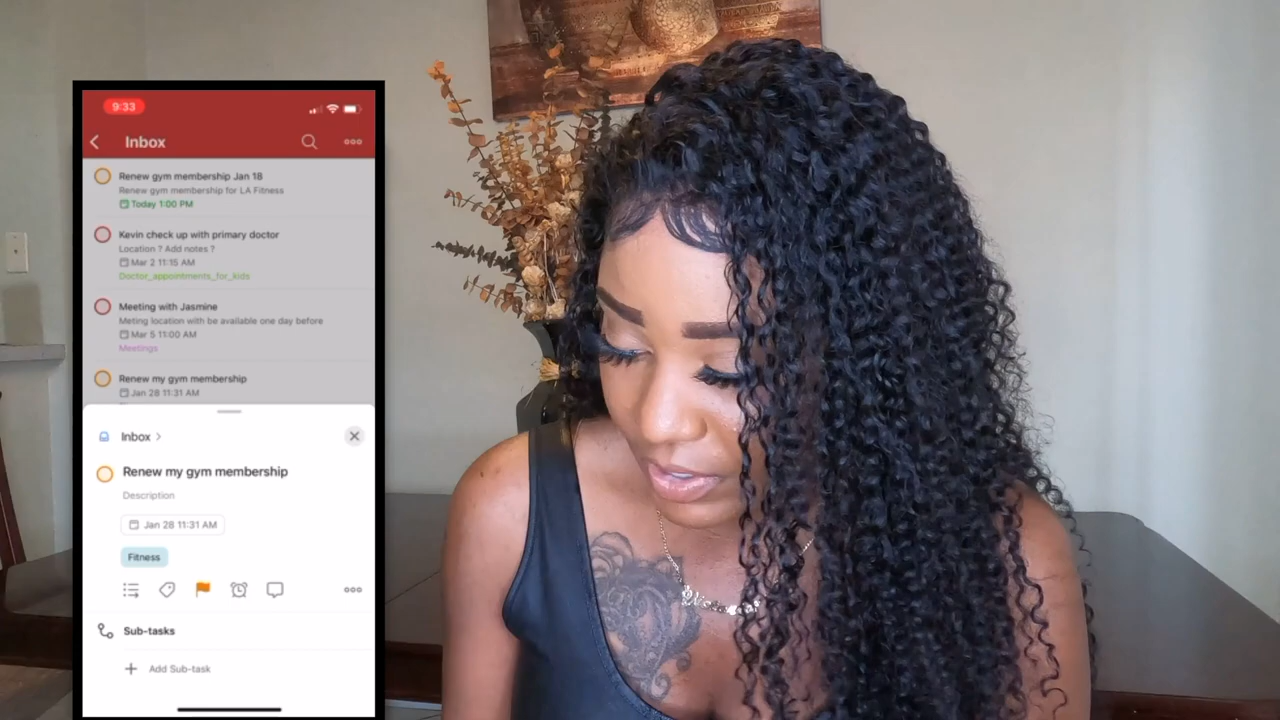 9:33
Inbox
Renew gym membership Jan 18
Renew gym membership for LA Fitness
Today 1:00 PM
Kevin check up with primary doctor
Location ? Add notes ?
Mar 2 11:15 AM
Doctor_appointments_for_kids
Meeting with Jasmine
Meting location with be available one day before
Mar 5 11:00 AM
Meetings
Renew my gym membership
Jan 28 11:31 AM
Inbox
Renew my gym membership
Description
Jan 28 11:31 AM
Fitness
Sub-tasks
Add Sub-task